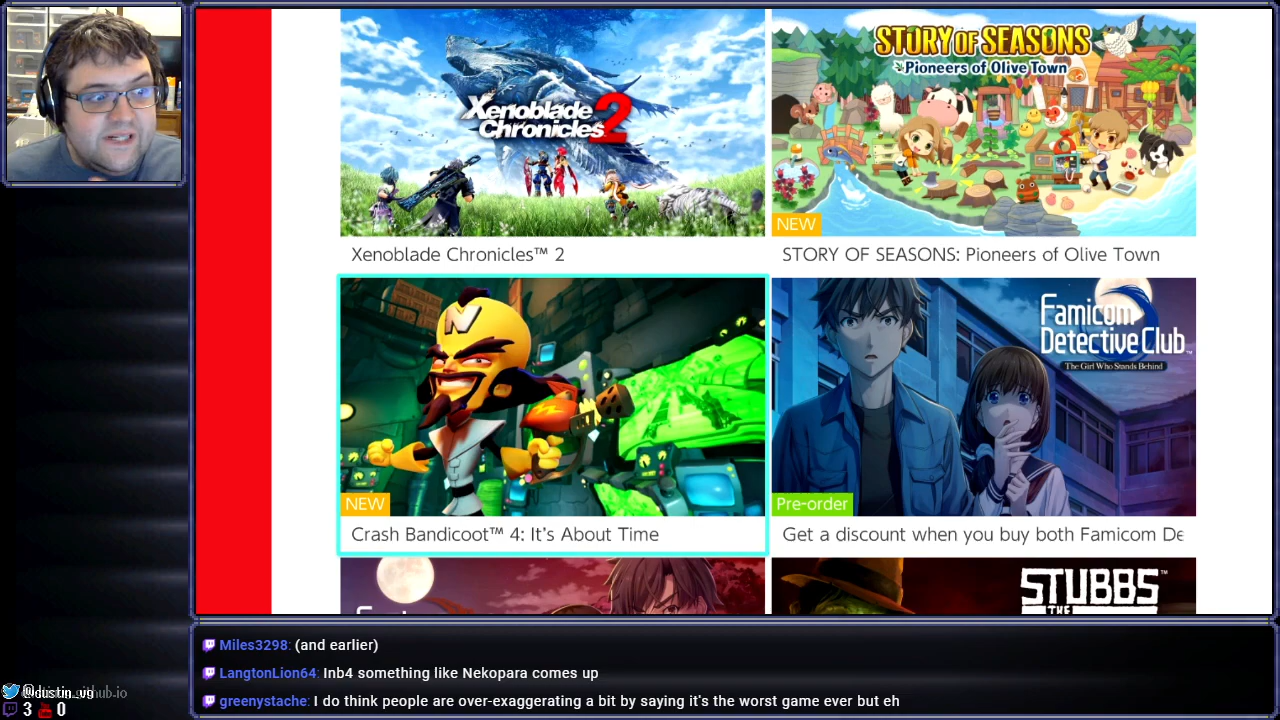 Xenoblade
Chronicles 2
STORY OF SEASONS
Pioneers of Olive Town
NEW
Xenoblade Chronicles™ 2
STORY OF SEASONS: Pioneers of Olive Town
N
Famicom
Detective Club™
The Girl Who Stands Behind
NEW
Pre-order
Crash Bandicoot™ 4: It's About Time
Get a discount when you buy both Famicom De
STUBBS™
THE
Miles3298: (and earlier)
LangtonLion64: Inb4 something like Nekopara comes up
greenystache: I do think people are over-exaggerating a bit by saying it's the worst game ever but eh
@dustin_vg
3 0